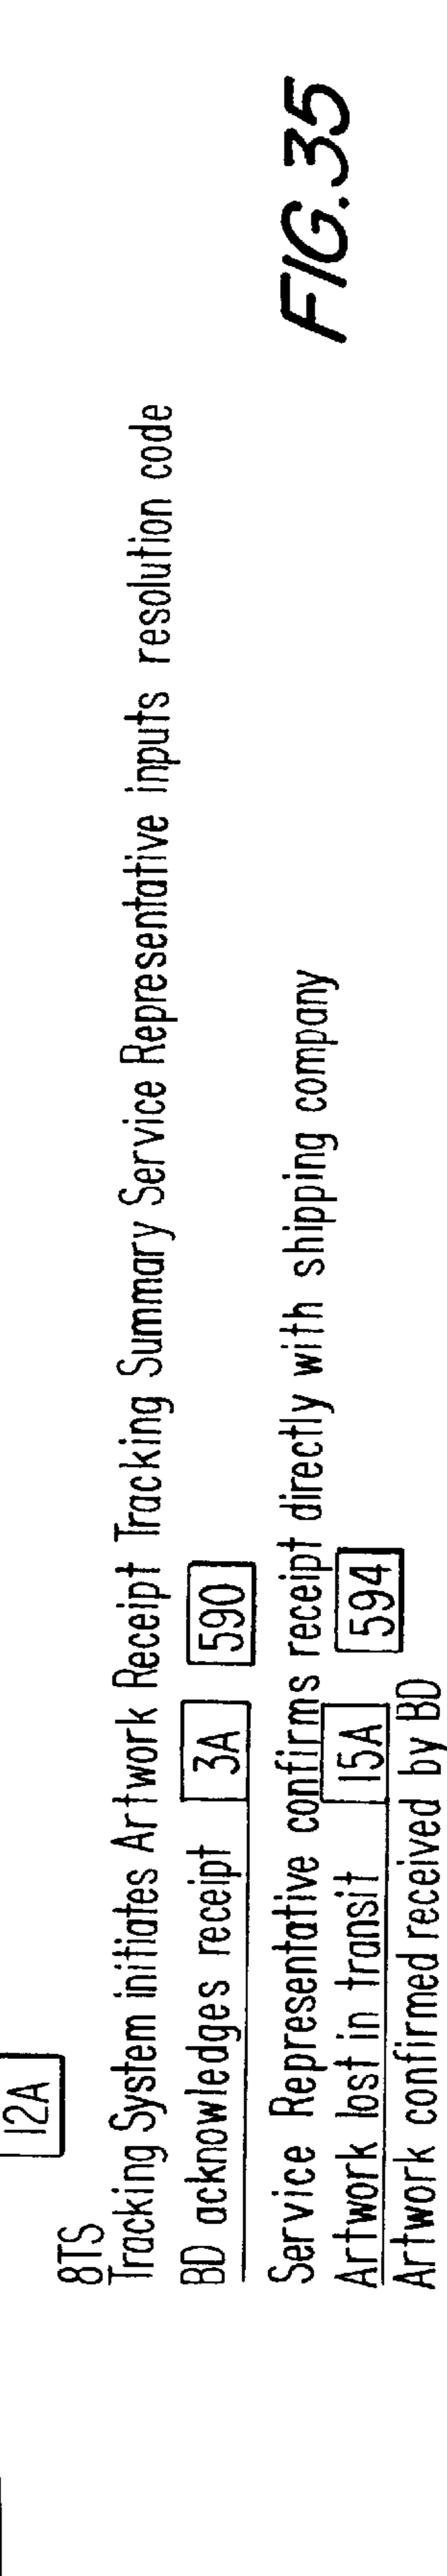 12A
8TS
Tracking System initiates Artwork Receipt Tracking Summary Service Representative inputs resolution code
BD acknowledges receipt 3A 590
Service Representative confirms receipt directly with shipping company
Artwork lost in transit 15A 594
Artwork confirmed received by BD
FIG.35